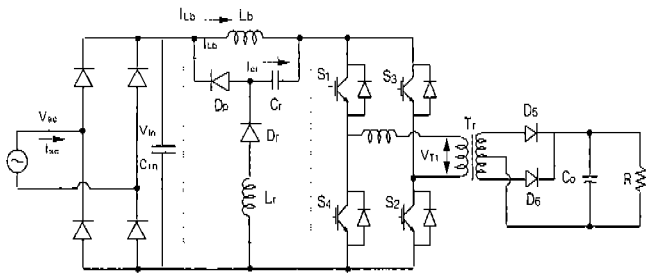 ILb
Lb
ILb
Icr
Dp
Cr
S1
S3
Dr
Vac
Iac
Vin
Cin
VT1
Tr
D5
D6
Co
R
Lr
S4
S2